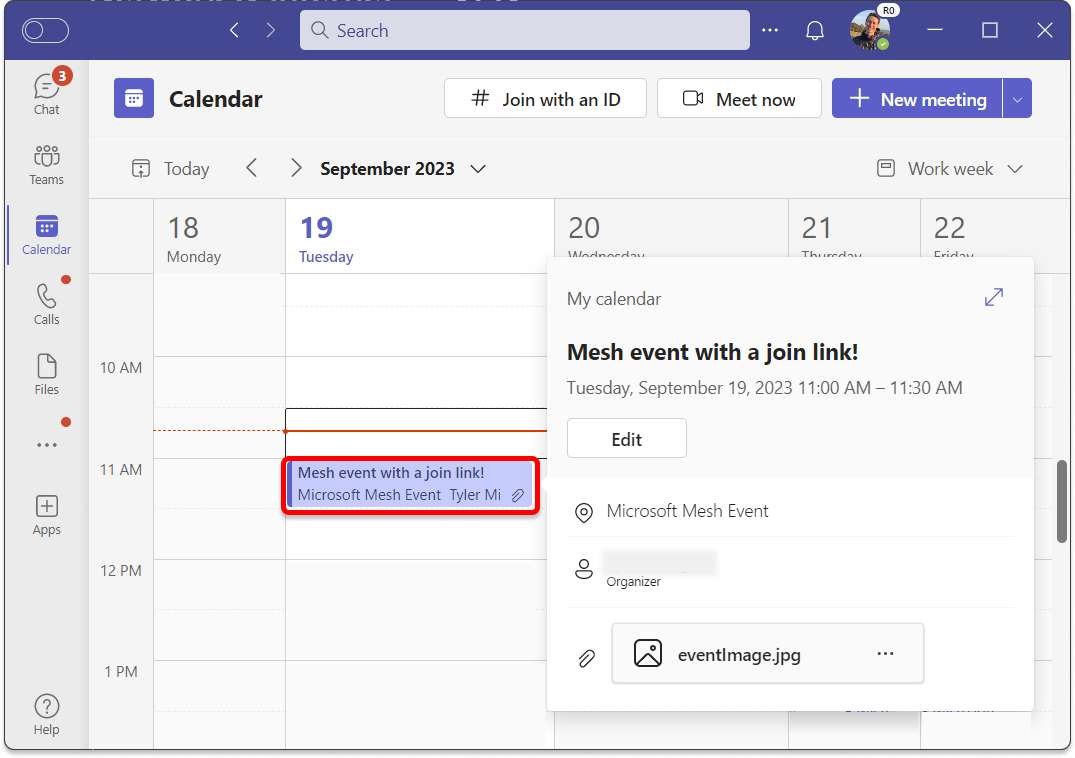 Search
R0
3
Chat
Teams
Calendar
Calls
Files
Apps
Help
Calendar
Join with an ID
Meet now
New meeting
Today
September 2023
Work week
18
Monday
19
Tuesday
20
Wednesday
21
Thursday
22
Friday
10 AM
11 AM
12 PM
1 PM
Mesh event with a join link!
Microsoft Mesh Event Tyler Mi
My calendar
Mesh event with a join link!
Tuesday, September 19, 2023 11:00 AM – 11:30 AM
Edit
Microsoft Mesh Event
Organizer
eventImage.jpg